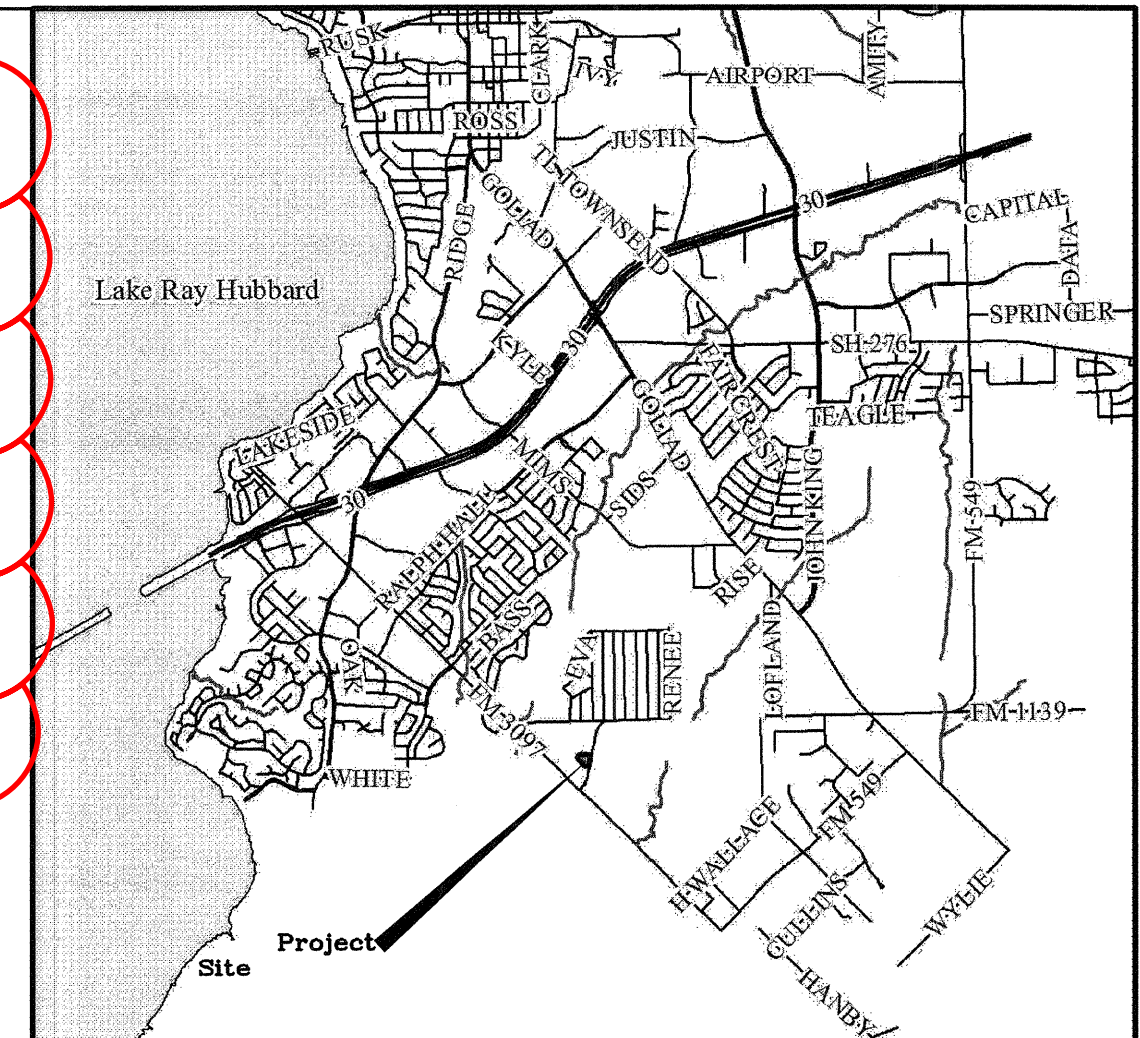 RUSK
CLARK
IVY
AIRPORT
AMITY
ROSS
JUSTIN
TL TOWNSEND
GOLIAD
RIDGE
30
CAPITAL
DATA
Lake Ray Hubbard
SPRINGER
KYLE
30
SH 276
FAIRCREST
GOLIAD
TEAGLE
LAKESIDE
MIMS
SIDS
JOHN KING
FM 549
30
RALPH HALL
RISE
BASS
EVA
RENEE
LOFLAND
OAK
FM 3097
FM 1139
WHITE
H WALLACE
FM 549
CULLINS
WYLIE
Project
Site
HANBY